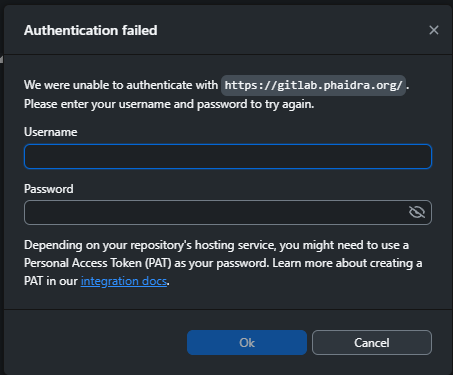 Authentication failed
We were unable to authenticate with https://gitlab.phaidra.org/.
Please enter your username and password to try again.
Username
Password
Depending on your repository's hosting service, you might need to use a
Personal Access Token (PAT) as your password. Learn more about creating a
PAT in our integration docs.
Ok
Cancel